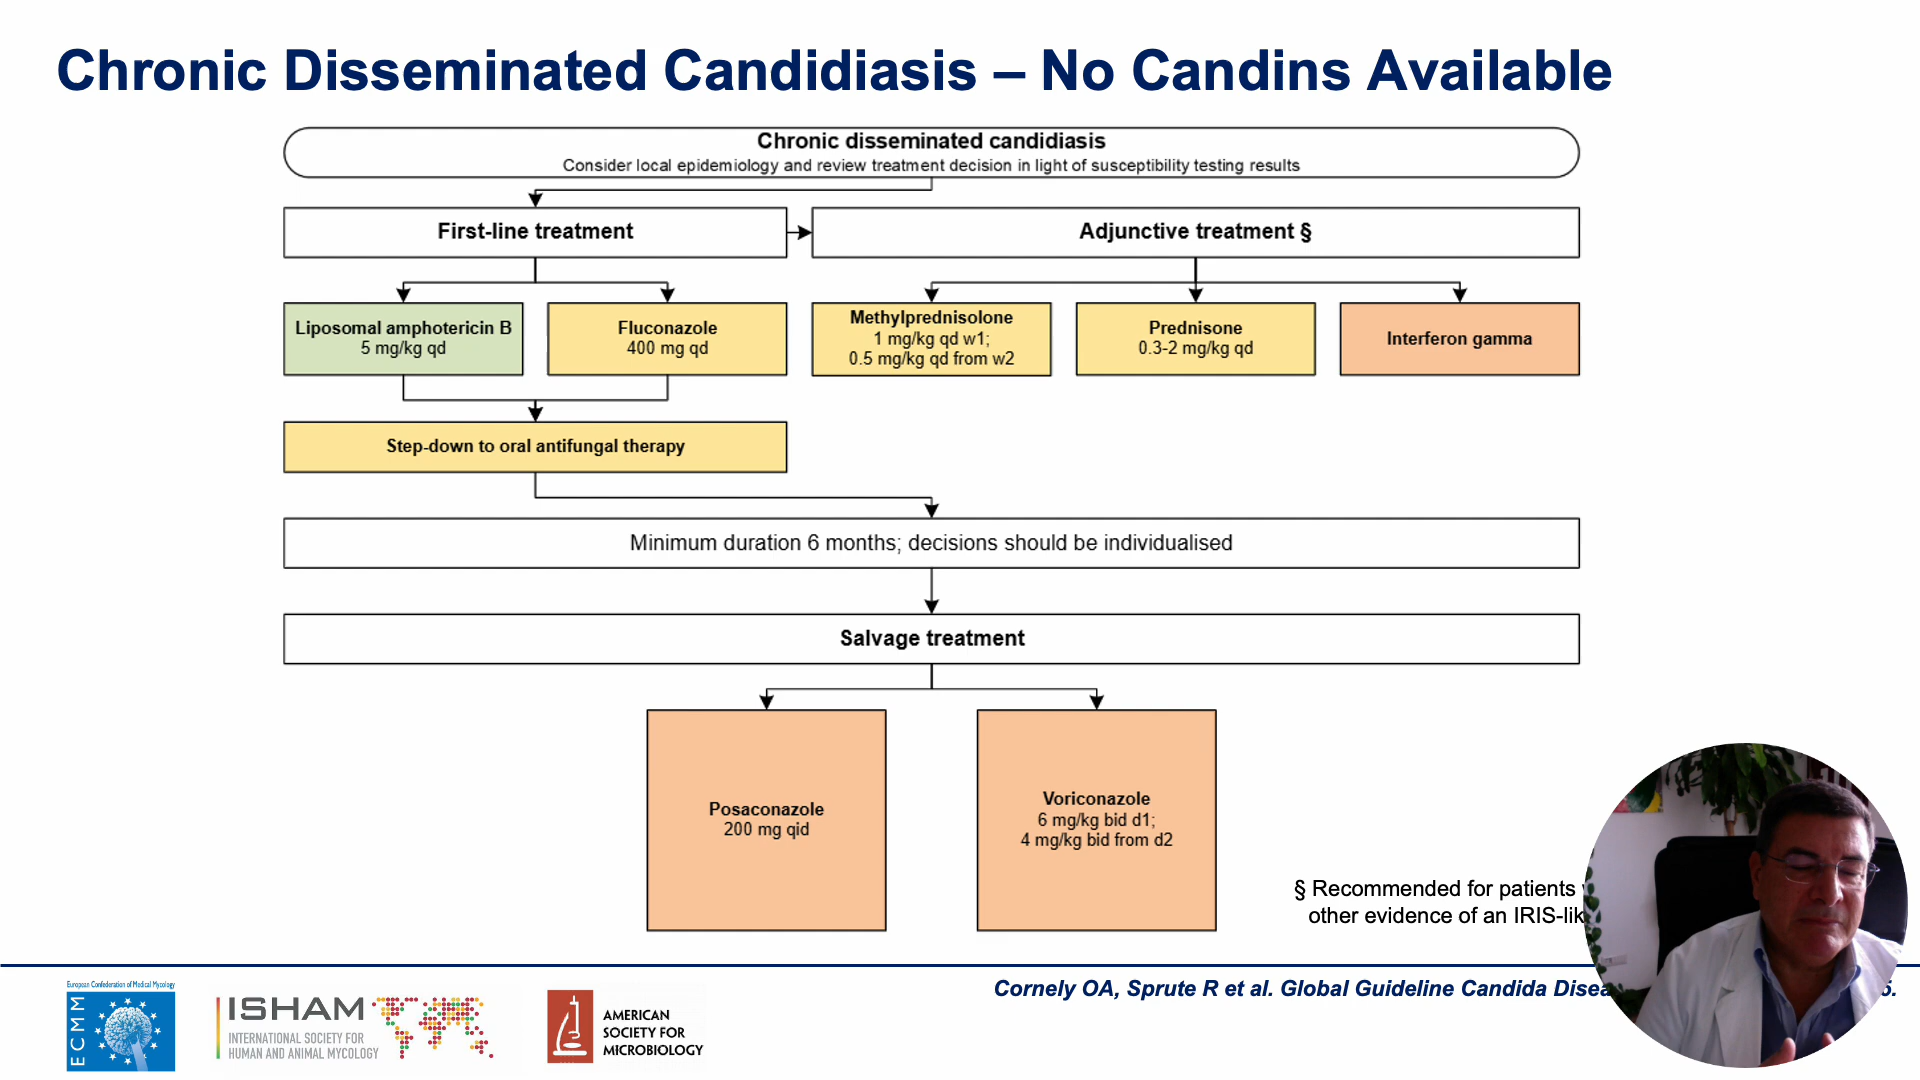 Chronic Disseminated Candidiasis – No Candins Available
Chronic disseminated candidiasis
Consider local epidemiology and review treatment decision in light of susceptibility testing results
First-line treatment
Adjunctive treatment §
Liposomal amphotericin B
5 mg/kg qd
Fluconazole
400 mg qd
Methylprednisolone
1 mg/kg qd w1;
0.5 mg/kg qd from w2
Prednisone
0.3-2 mg/kg qd
Interferon gamma
Step-down to oral antifungal therapy
Minimum duration 6 months; decisions should be individualised
Salvage treatment
Posaconazole
200 mg qid
Voriconazole
6 mg/kg bid d1;
4 mg/kg bid from d2
§ Recommended for patients
other evidence of an
Cornely OA, Sprute R et al. Global Guideline Candida
European Confederation of Medical Mycology
ECMM
ISHAM
INTERNATIONAL SOCIETY FOR
HUMAN AND ANIMAL MYCOLOGY
AMERICAN
SOCIETY FOR
MICROBIOLOGY